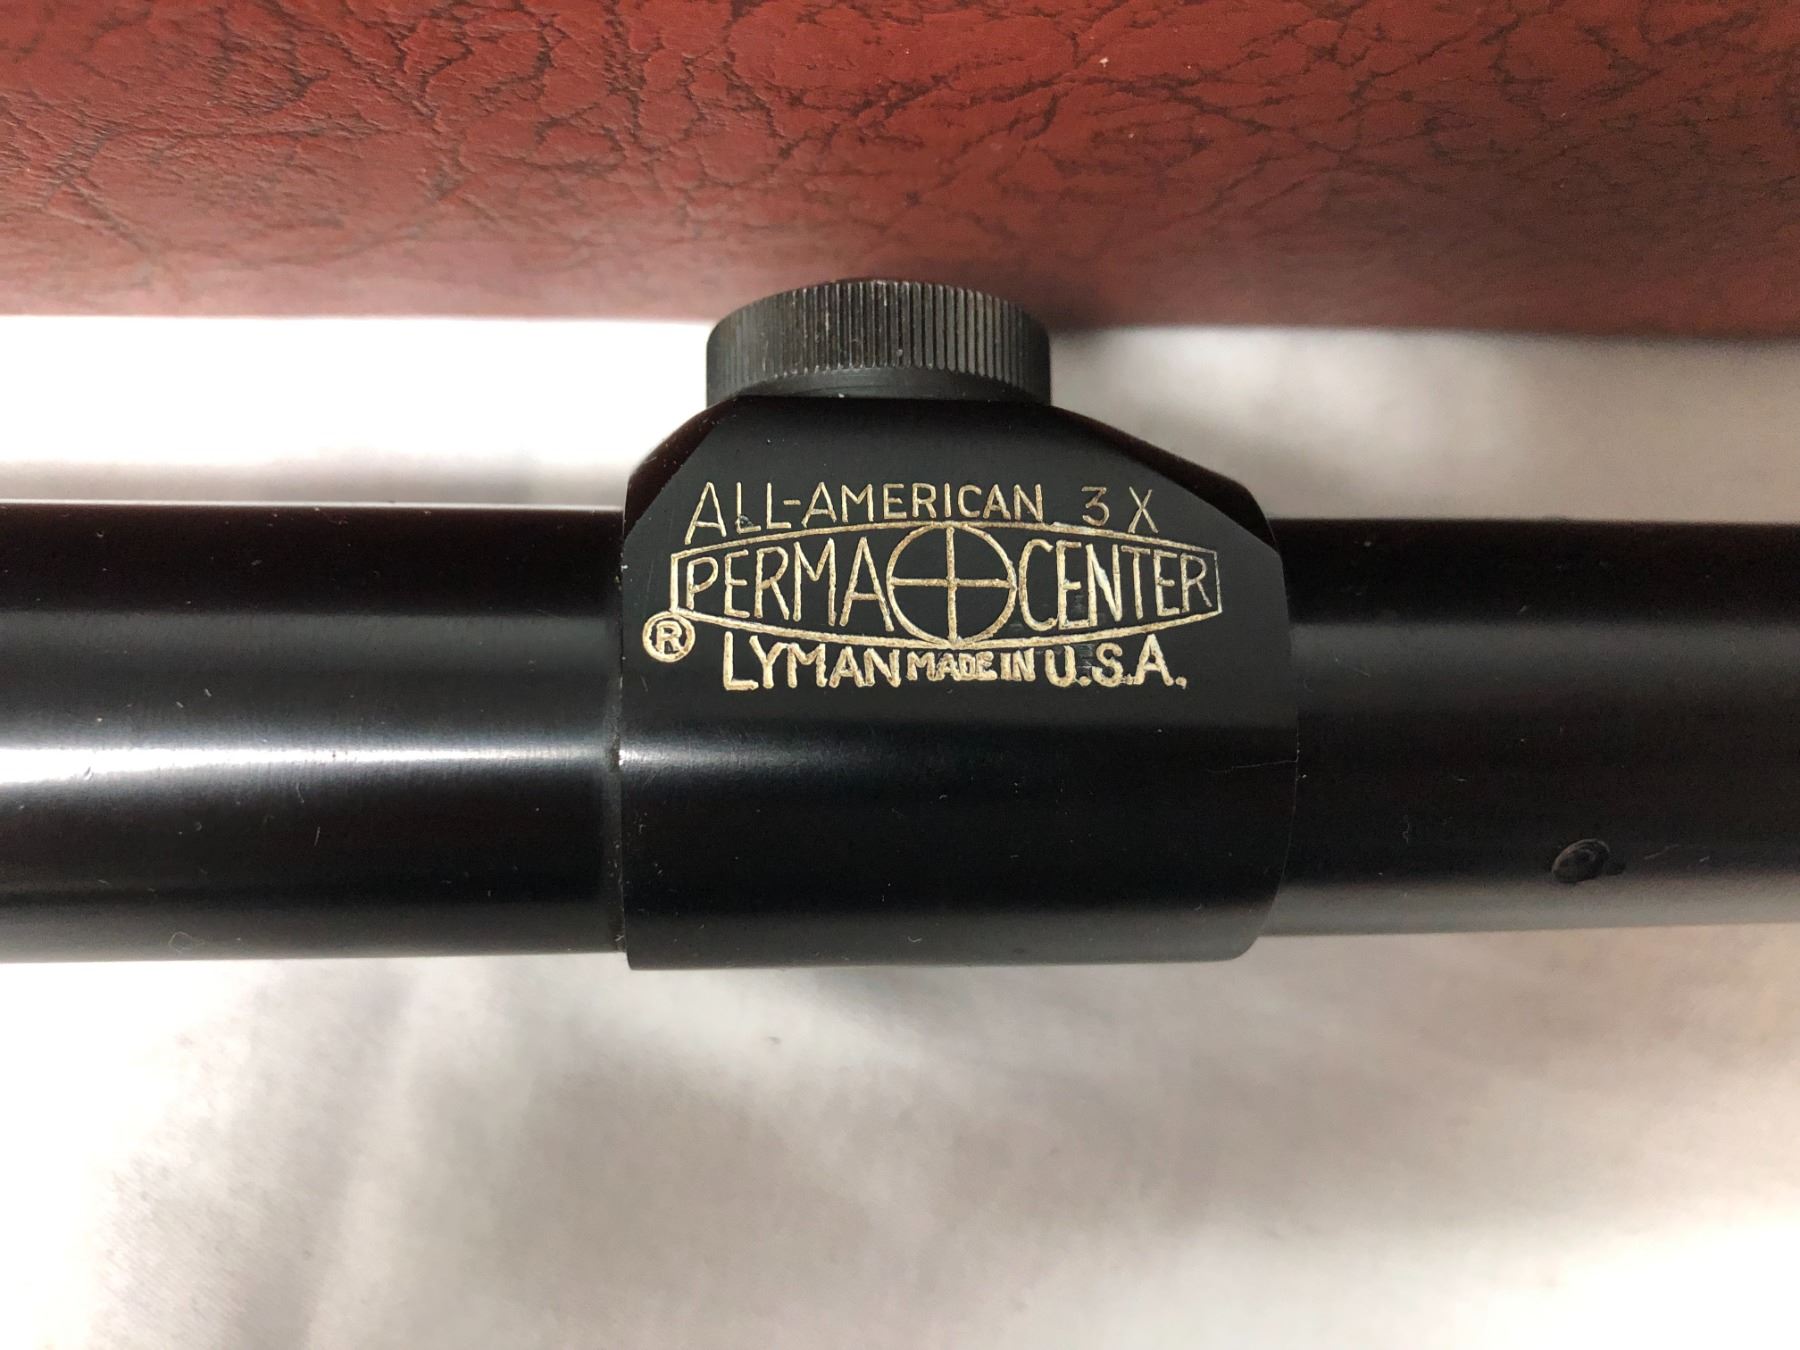 ALL-AMERICAN 3 X
PERMA CENTER
®
LYMAN MADE IN U.S.A.